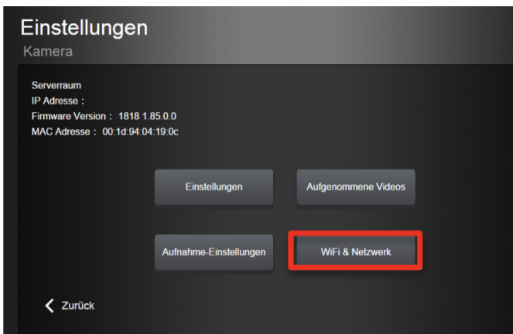 Einstellungen
Kamera
Serverraum
IP Adresse :
Firmware Version : 1818 1.85.0.0
MAC Adresse : 00:1d:94:04:19:0c
Einstellungen
Aufgenommene Videos
Aufnahme-Einstellungen
WiFi & Netzwerk
Zurück